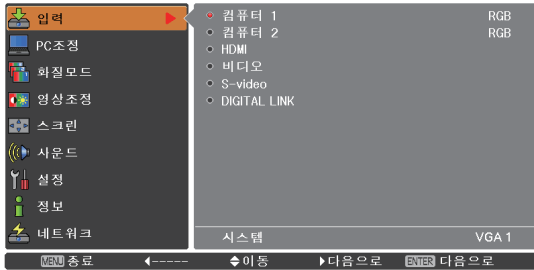 입력
PC조정
화질모드
영상조정
스크린
사운드
설정
정보
네트워크
컴퓨터 1 RGB
컴퓨터 2 RGB
HDMI
비디오
S-video
DIGITAL LINK
시스템 VGA 1
MENU 종료 ◀----- ◆이동 ▶다음으로 ENTER 다음으로